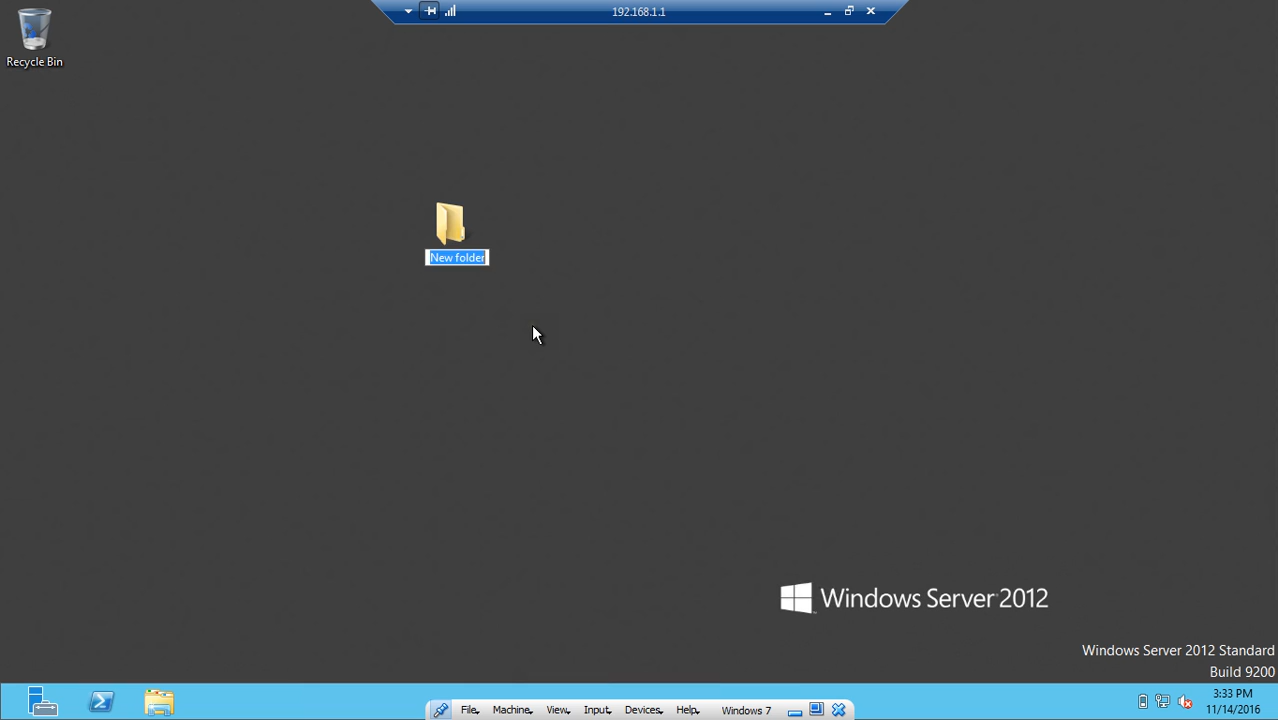 192.168.1.1
Recycle Bin
New folder
Windows Server 2012
Windows Server 2012 Standard
Build 9200
3:33 PM
11/14/2016
File Machine View Input Devices Help Windows 7